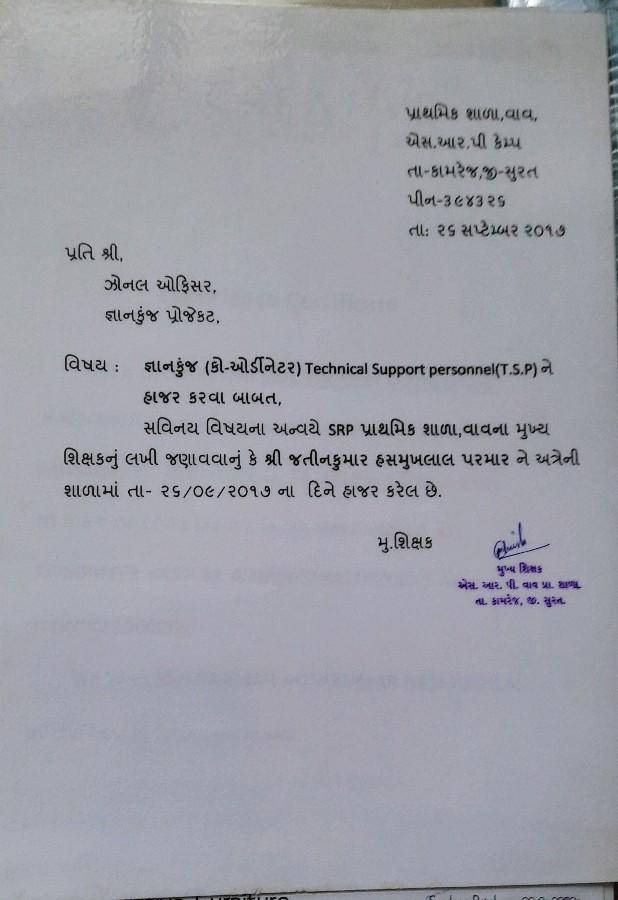 પ્રાથમિક શાળા,વાવ,
એસ.આર.પી કેમ્પ
તા-કામરેજ,જી-સુરત
પીન-૩૯૪૩૨૬
તા: ૨૬ સપ્ટેમ્બર ૨૦૧૭
પ્રતિ શ્રી,
ઝોનલ ઓફિસર,
જ્ઞાનકુંજ પ્રોજેકટ,
વિષય : જ્ઞાનકુંજ (કો-ઓર્ડીનેટર) Technical Support personnel(T.S.P) ને
હાજર કરવા બાબત,
સવિનય વિષયના અન્વયે SRP પ્રાથમિક શાળા,વાવના મુખ્ય
શિક્ષકનું લખી જણાવવાનું કે શ્રી જતીનકુમાર હસમુખલાલ પરમાર ને અત્રેની
શાળામાં તા- ૨૬/૦૯/૨૦૧૭ ના દિને હાજર કરેલ છે.
મુ.શિક્ષક
મુખ્ય શિક્ષક
એસ. આર. પી. વાવ પ્રા. શાળા
તા. કામરેજ, જી. સુરત.